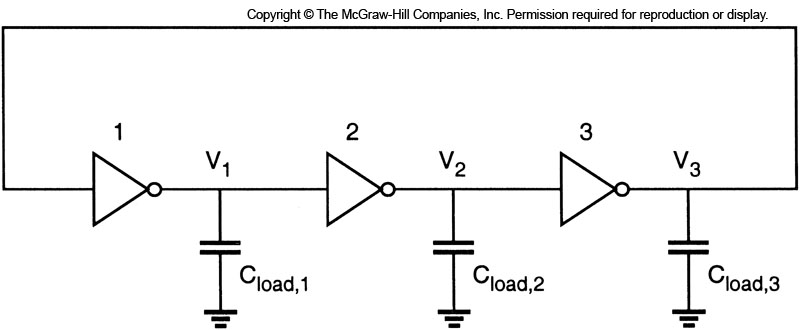 Copyright © The McGraw-Hill Companies, Inc. Permission required for reproduction or display.
1 2 3
V1 V2 V3
Cload,1 Cload,2 Cload,3